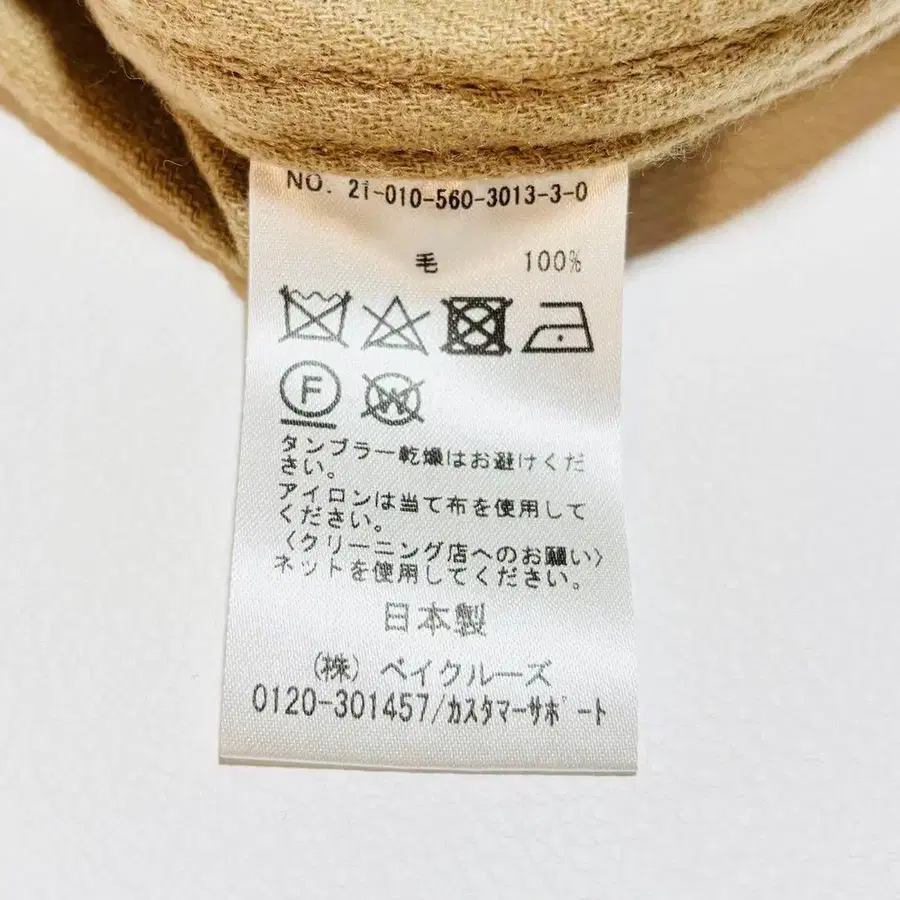 NO. 21-010-560-3013-3-0
毛 100%
F
W
タンブラー乾燥はお避けくだ
さい。
アイロンは当て布を使用して
ください。
〈クリーニング店へのお願い〉
ネットを使用してください。
日本製
(株) ベイクルーズ
0120-301457/カスタマーサポート